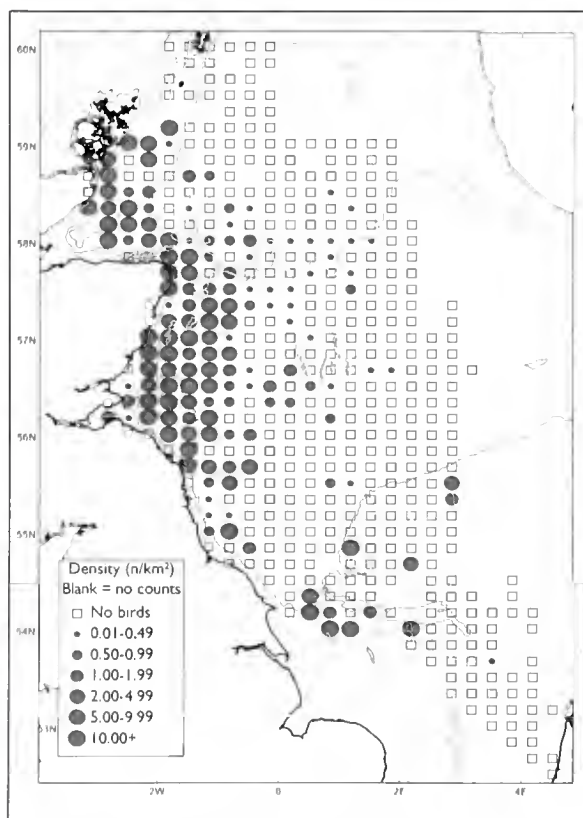 60N
59N
58N
57N
56N
55N
54N
53N
Density (n/km²)
Blank = no counts
No birds
0.01-0.49
0.50-0.99
1.00-1.99
2.00-4.99
5.00-9.99
10.00+
2W
0
2E
4E